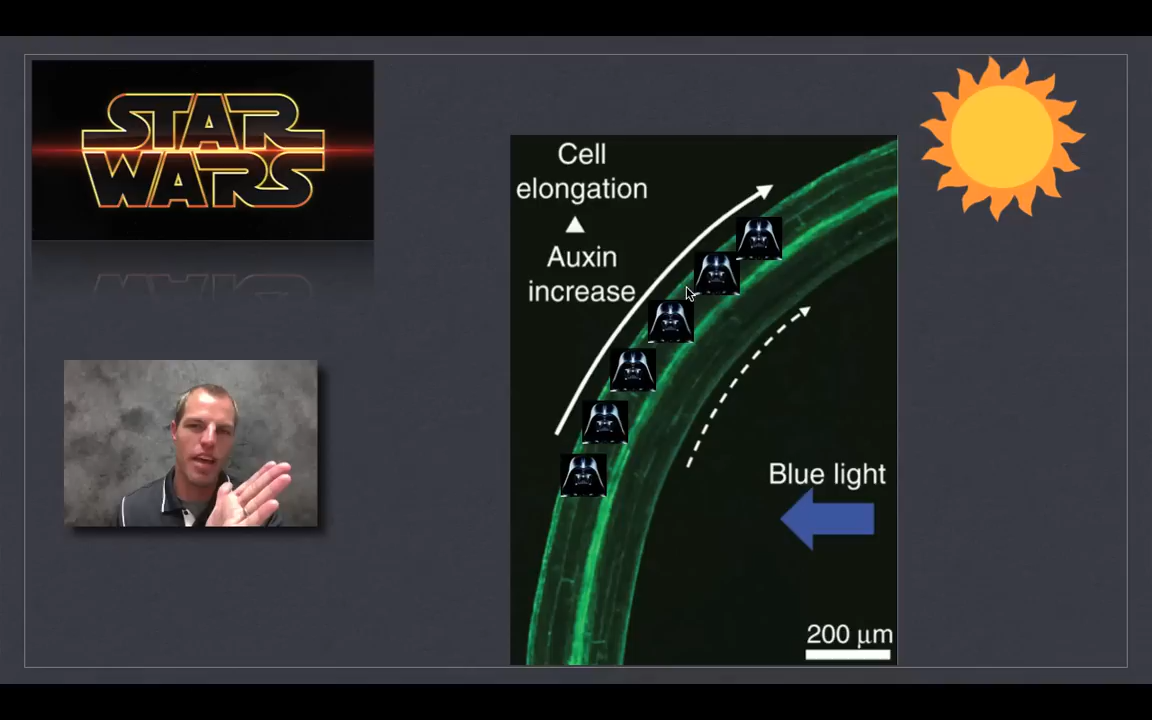 STAR
WARS
Cell
elongation
Auxin
increase
Blue light
200 μm